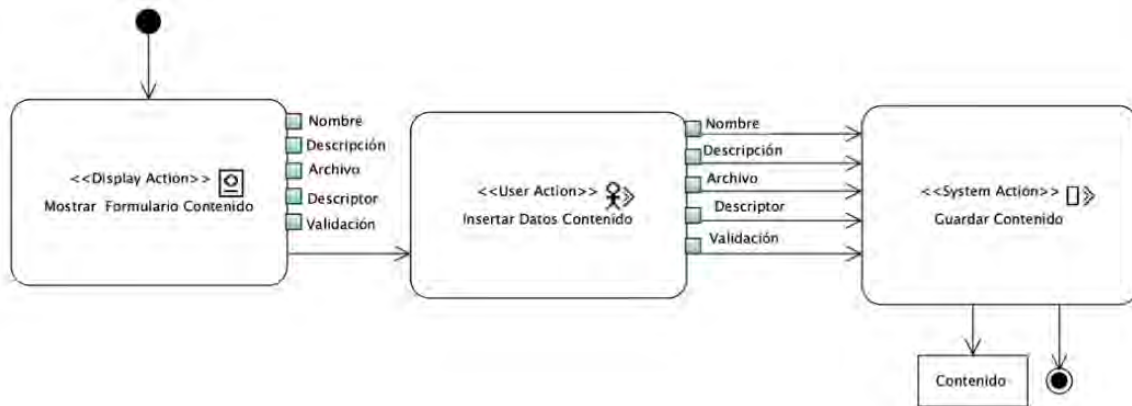 <<Display Action>>
Mostrar Formulario Contenido
Nombre
Descripción
Archivo
Descriptor
Validación
<<User Action>>
Insertar Datos Contenido
Nombre
Descripción
Archivo
Descriptor
Validación
<<System Action>>
Guardar Contenido
Contenido